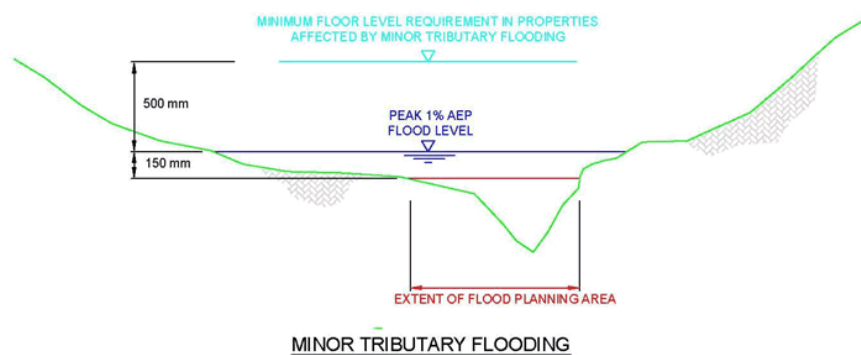 MINIMUM FLOOR LEVEL REQUIREMENT IN PROPERTIES
AFFECTED BY MINOR TRIBUTARY FLOODING
500 mm
PEAK 1% AEP
FLOOD LEVEL
150 mm
EXTENT OF FLOOD PLANNING AREA
MINOR TRIBUTARY FLOODING